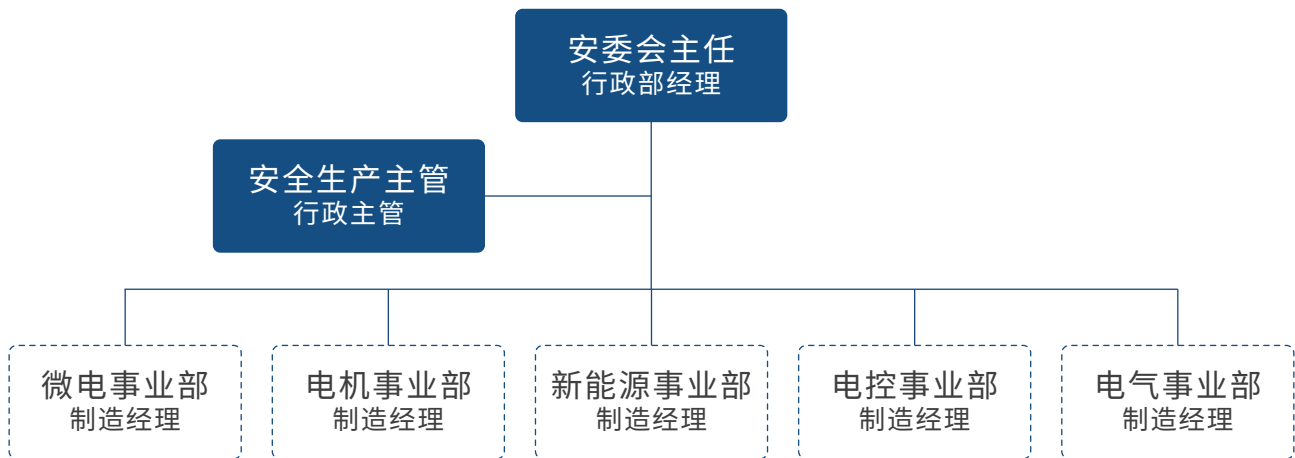 安委会主任
行政部经理
安全生产主管
行政主管
微电事业部
制造经理
电机事业部
制造经理
新能源事业部
制造经理
电控事业部
制造经理
电气事业部
制造经理